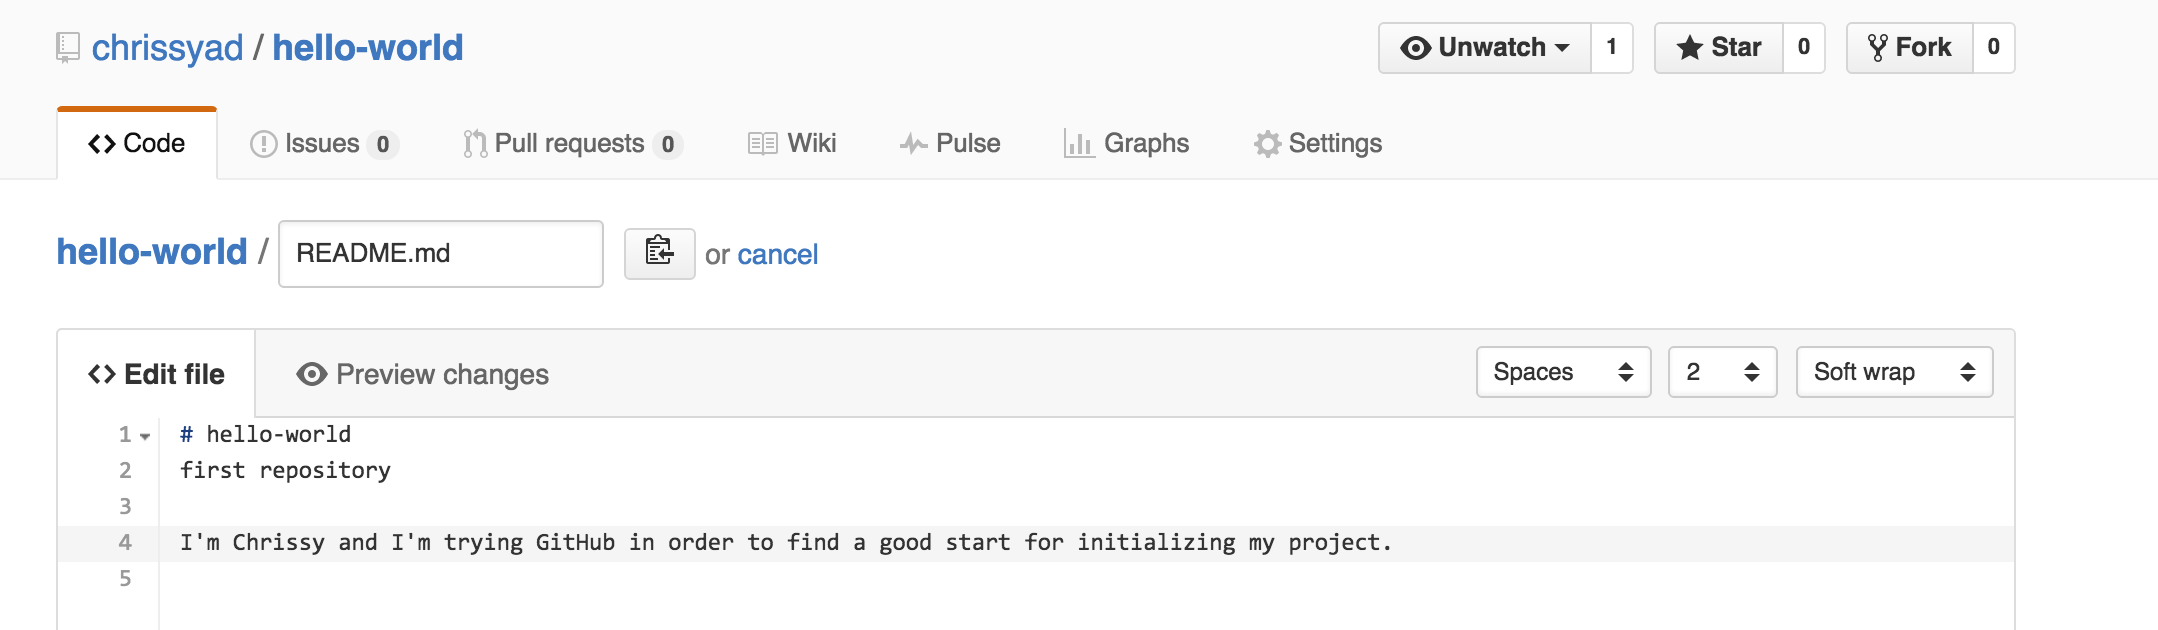 chrissyad / hello-world
Unwatch 1 Star 0 Fork 0
Code Issues 0 Pull requests 0 Wiki Pulse Graphs Settings
hello-world / README.md or cancel
Edit file Preview changes Spaces 2 Soft wrap
1 # hello-world
2 first repository
3
4 I'm Chrissy and I'm trying GitHub in order to find a good start for initializing my project.
5